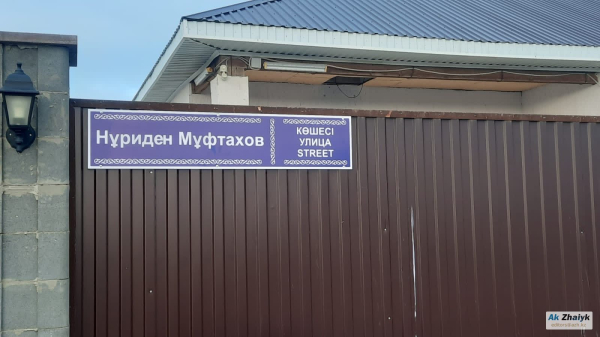 Нұриден Мұфтахов
КӨШЕСІ
УЛИЦА
STREET
Ak Zhaiyk